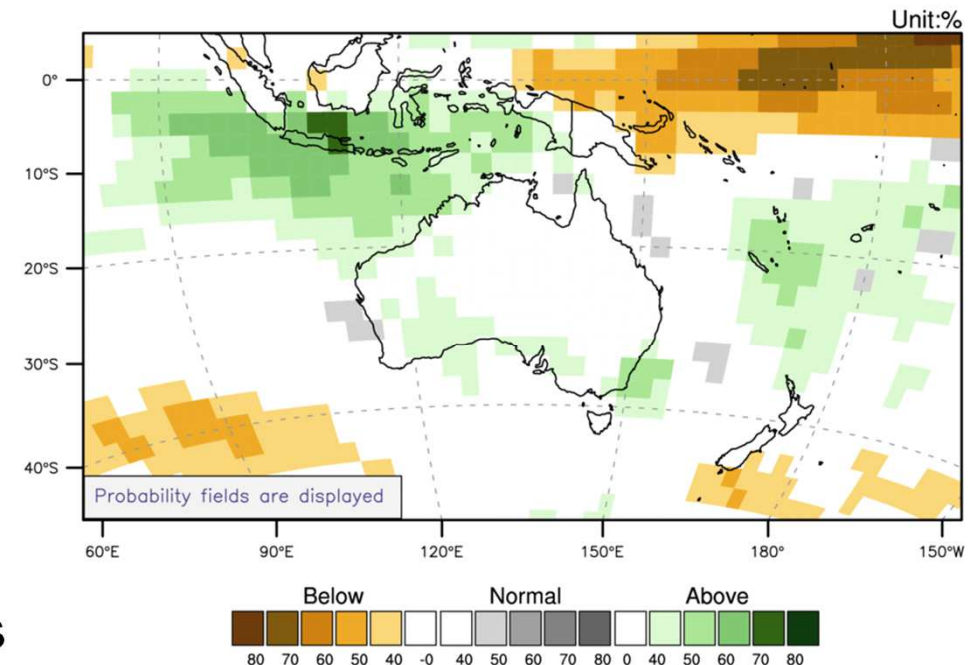 Unit:%
0°
10°S
20°S
30°S
40°S
Probability fields are displayed
60°E 90°E 120°E 150°E 180° 150°W
Below Normal Above
80 70 60 50 40 -0 40 50 60 70 80 0 40 50 60 70 80
s